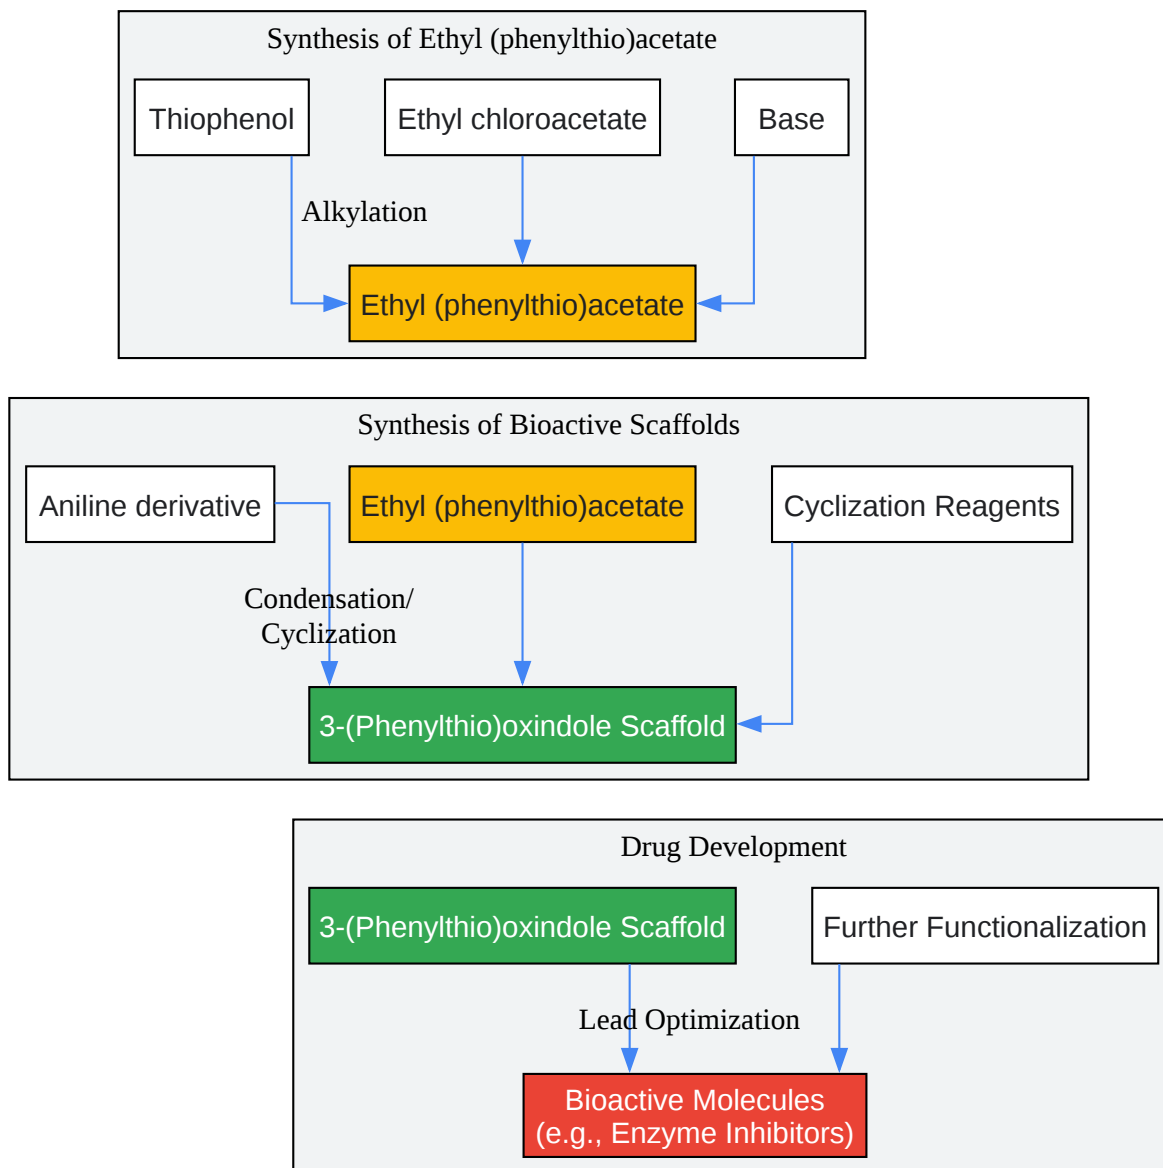 Synthesis of Ethyl (phenylthio)acetate
Thiophenol
Ethyl chloroacetate
Base
Alkylation
Ethyl (phenylthio)acetate
Synthesis of Bioactive Scaffolds
Aniline derivative
Ethyl (phenylthio)acetate
Cyclization Reagents
Condensation/
Cyclization
3-(Phenylthio)oxindole Scaffold
Drug Development
3-(Phenylthio)oxindole Scaffold
Further Functionalization
Lead Optimization
Bioactive Molecules
(e.g., Enzyme Inhibitors)